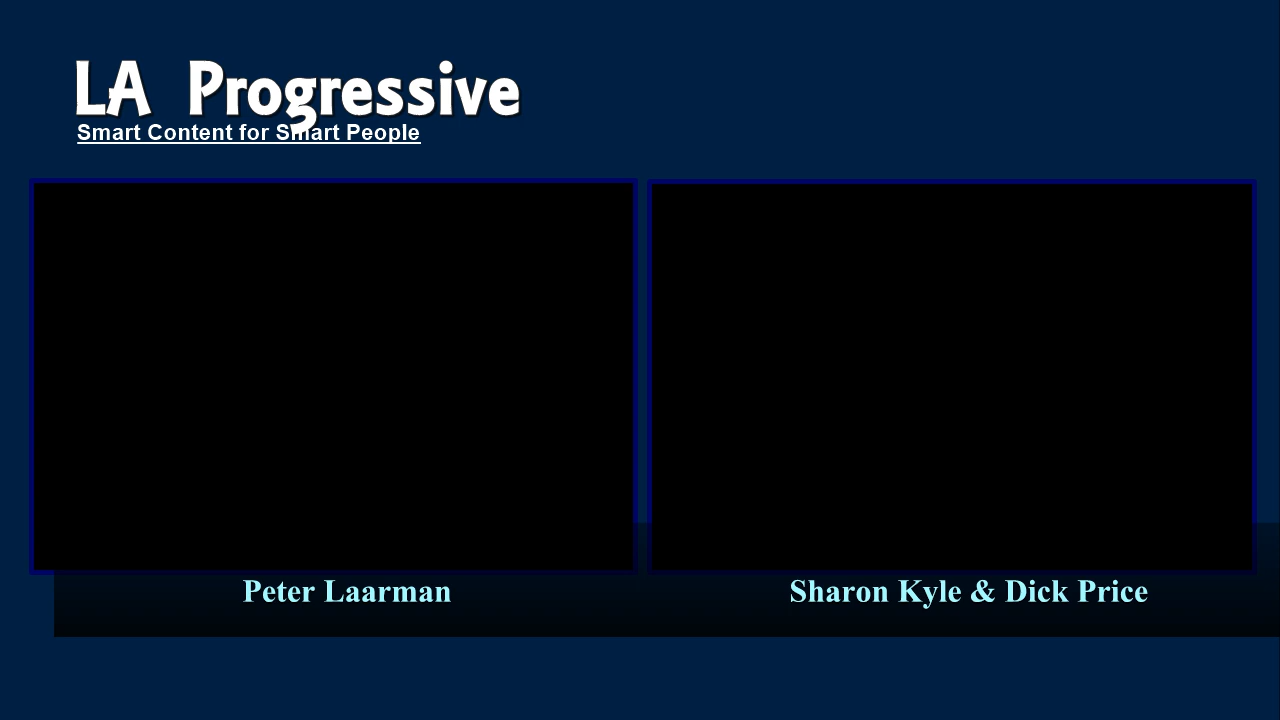 LA Progressive
Smart Content for Smart People
Peter Laarman
Sharon Kyle & Dick Price